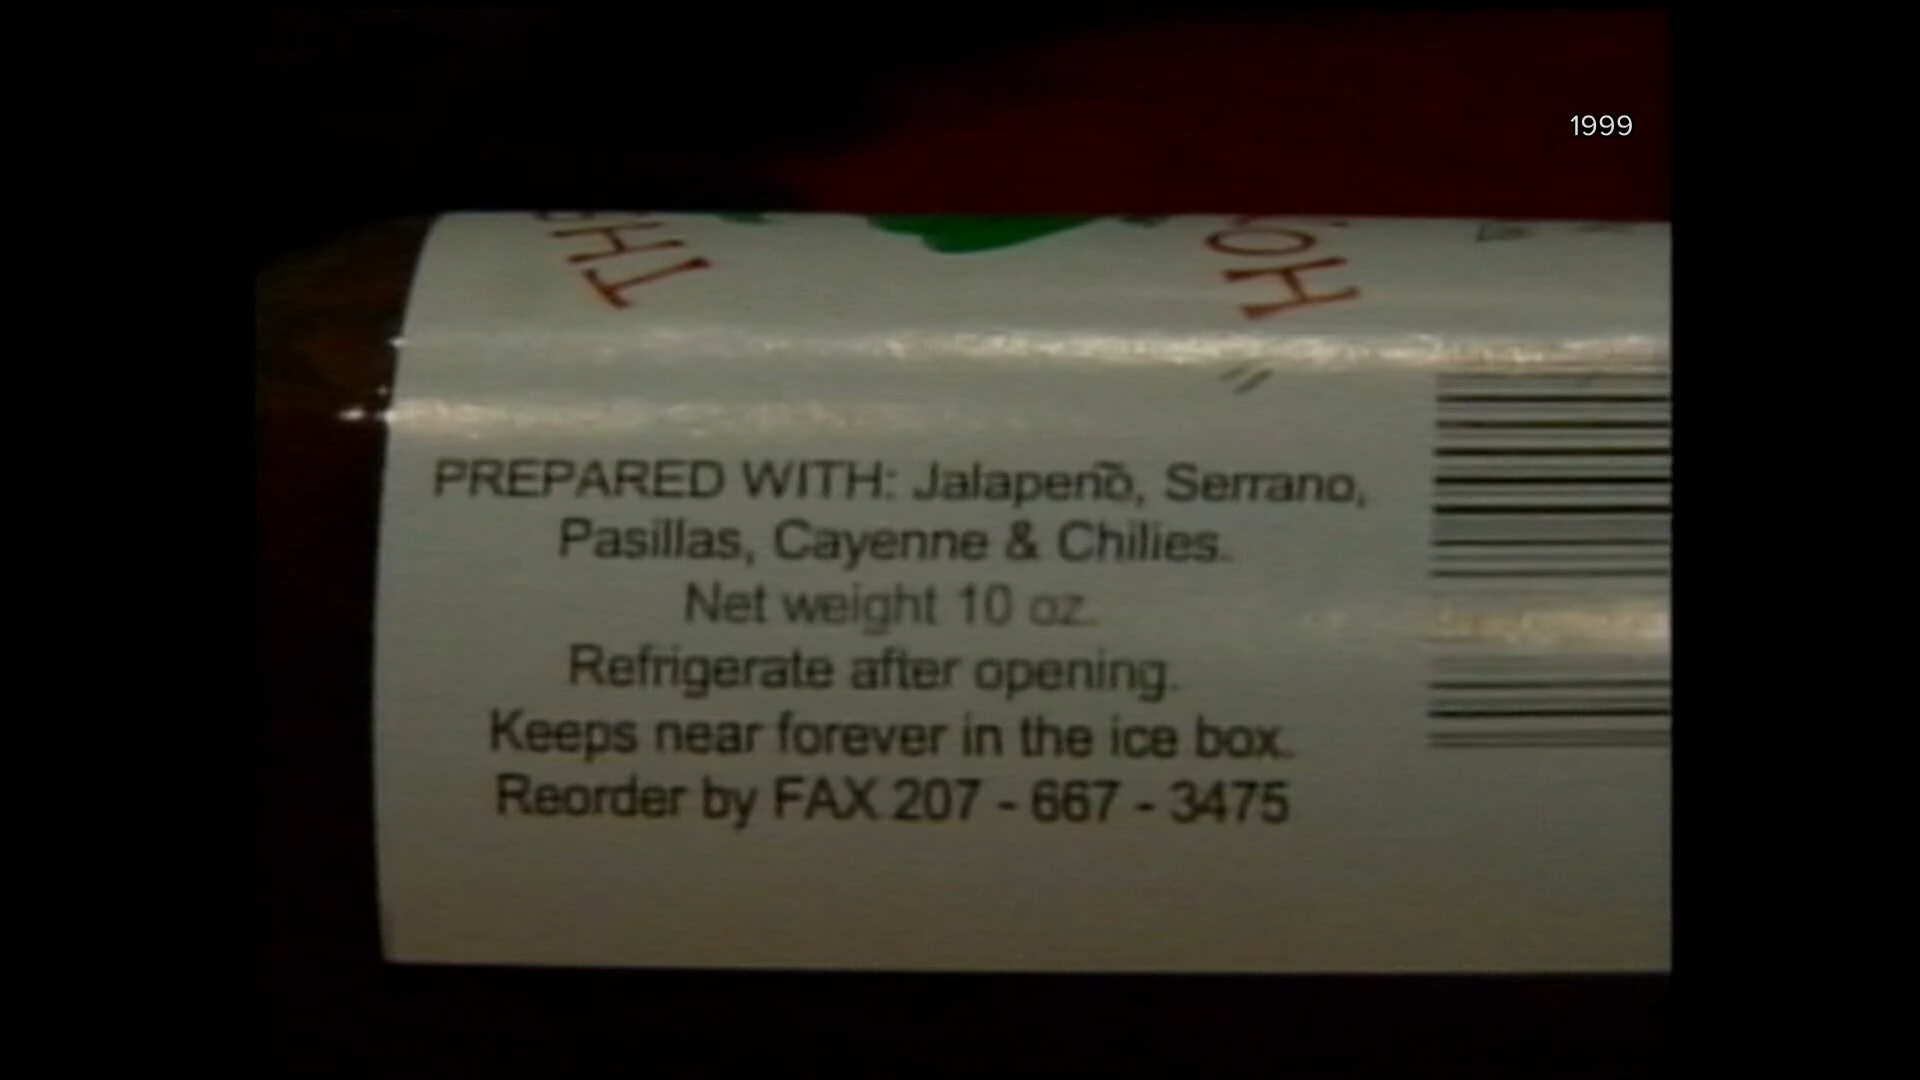 1999
PREPARED WITH: Jalapenõ, Serrano,
Pasillas, Cayenne & Chilies.
Net weight 10 oz.
Refrigerate after opening.
Keeps near forever in the ice box.
Reorder by FAX 207 - 667 - 3475